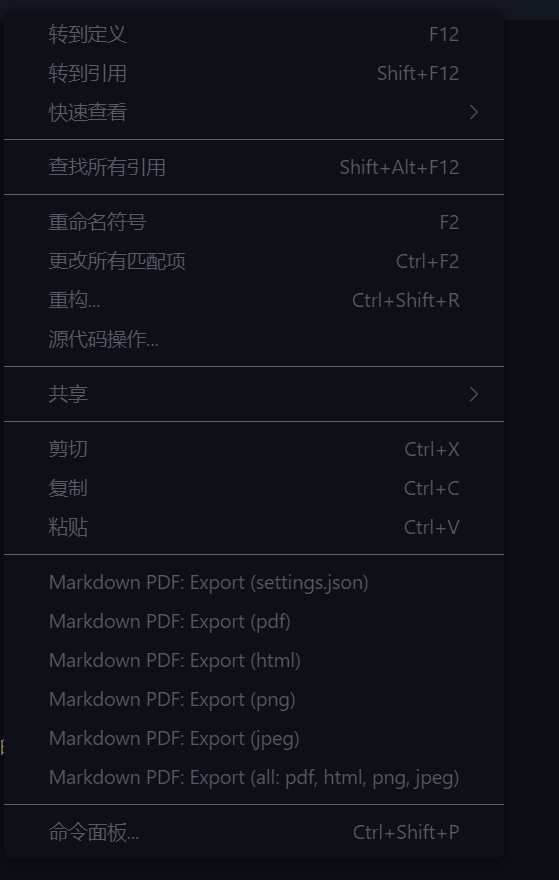 转到定义 F12
转到引用 Shift+F12
快速查看
查找所有引用 Shift+Alt+F12
重命名符号 F2
更改所有匹配项 Ctrl+F2
重构... Ctrl+Shift+R
源代码操作...
共享
剪切 Ctrl+X
复制 Ctrl+C
粘贴 Ctrl+V
Markdown PDF: Export (settings.json)
Markdown PDF: Export (pdf)
Markdown PDF: Export (html)
Markdown PDF: Export (png)
Markdown PDF: Export (jpeg)
Markdown PDF: Export (all: pdf, html, png, jpeg)
命令面板... Ctrl+Shift+P